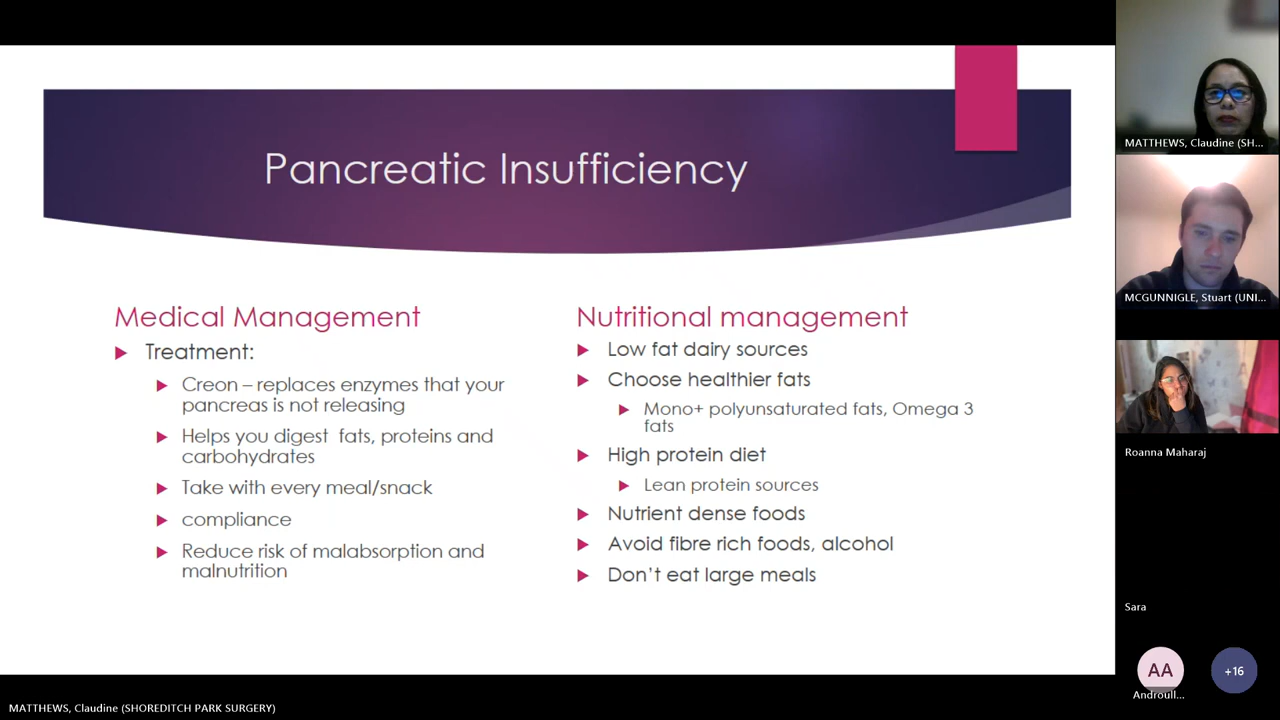 Pancreatic Insufficiency
Medical Management
Treatment:
Creon – replaces enzymes that your
pancreas is not releasing
Helps you digest  fats, proteins and
carbohydrates
Take with every meal/snack
compliance
Reduce risk of malabsorption and
malnutrition
Nutritional management
Low fat dairy sources
Choose healthier fats
Mono+ polyunsaturated fats, Omega 3
fats
High protein diet
Lean protein sources
Nutrient dense foods
Avoid fibre rich foods, alcohol
Don’t eat large meals
MATTHEWS, Claudine (SH...
MCGUNNIGLE, Stuart (UNI...
Roanna Maharaj
Sara
AA
Androull...
+16
MATTHEWS, Claudine (SHOREDITCH PARK SURGERY)